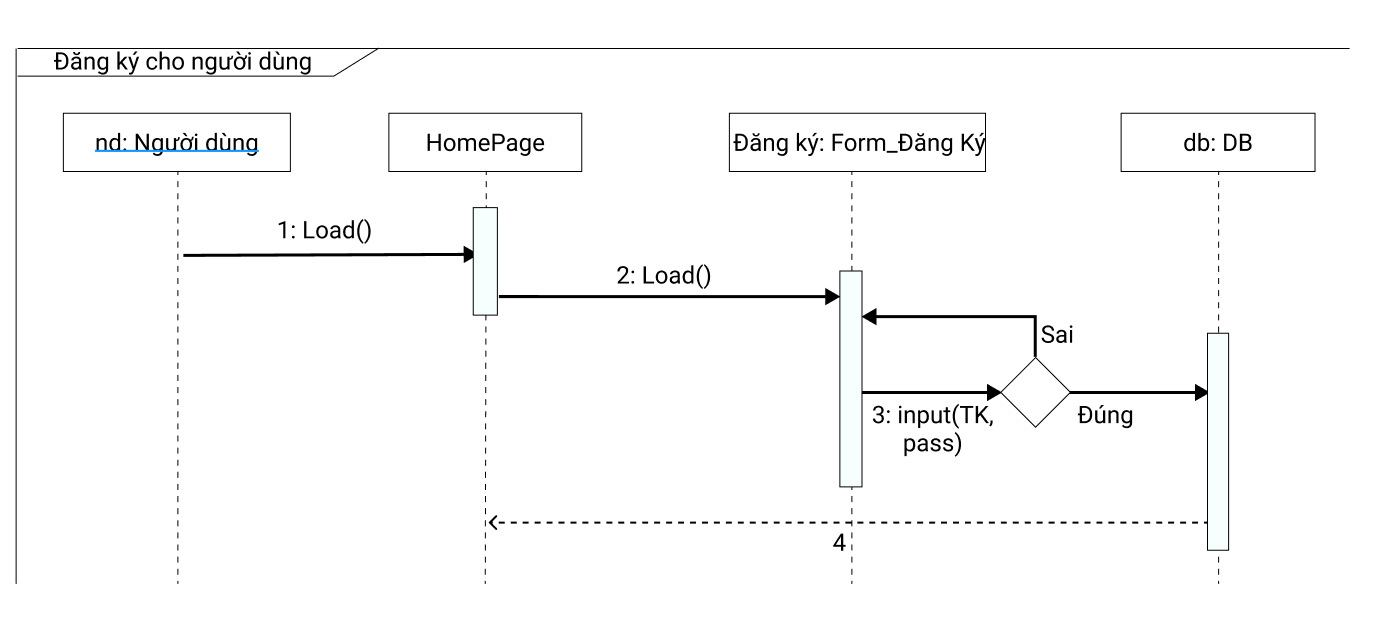 Đăng ký cho người dùng
nd: Người dùng
HomePage
Đăng ký: Form_Đăng Ký
db: DB
1: Load()
2: Load()
Sai
3: input(TK,
pass)
Đúng
4